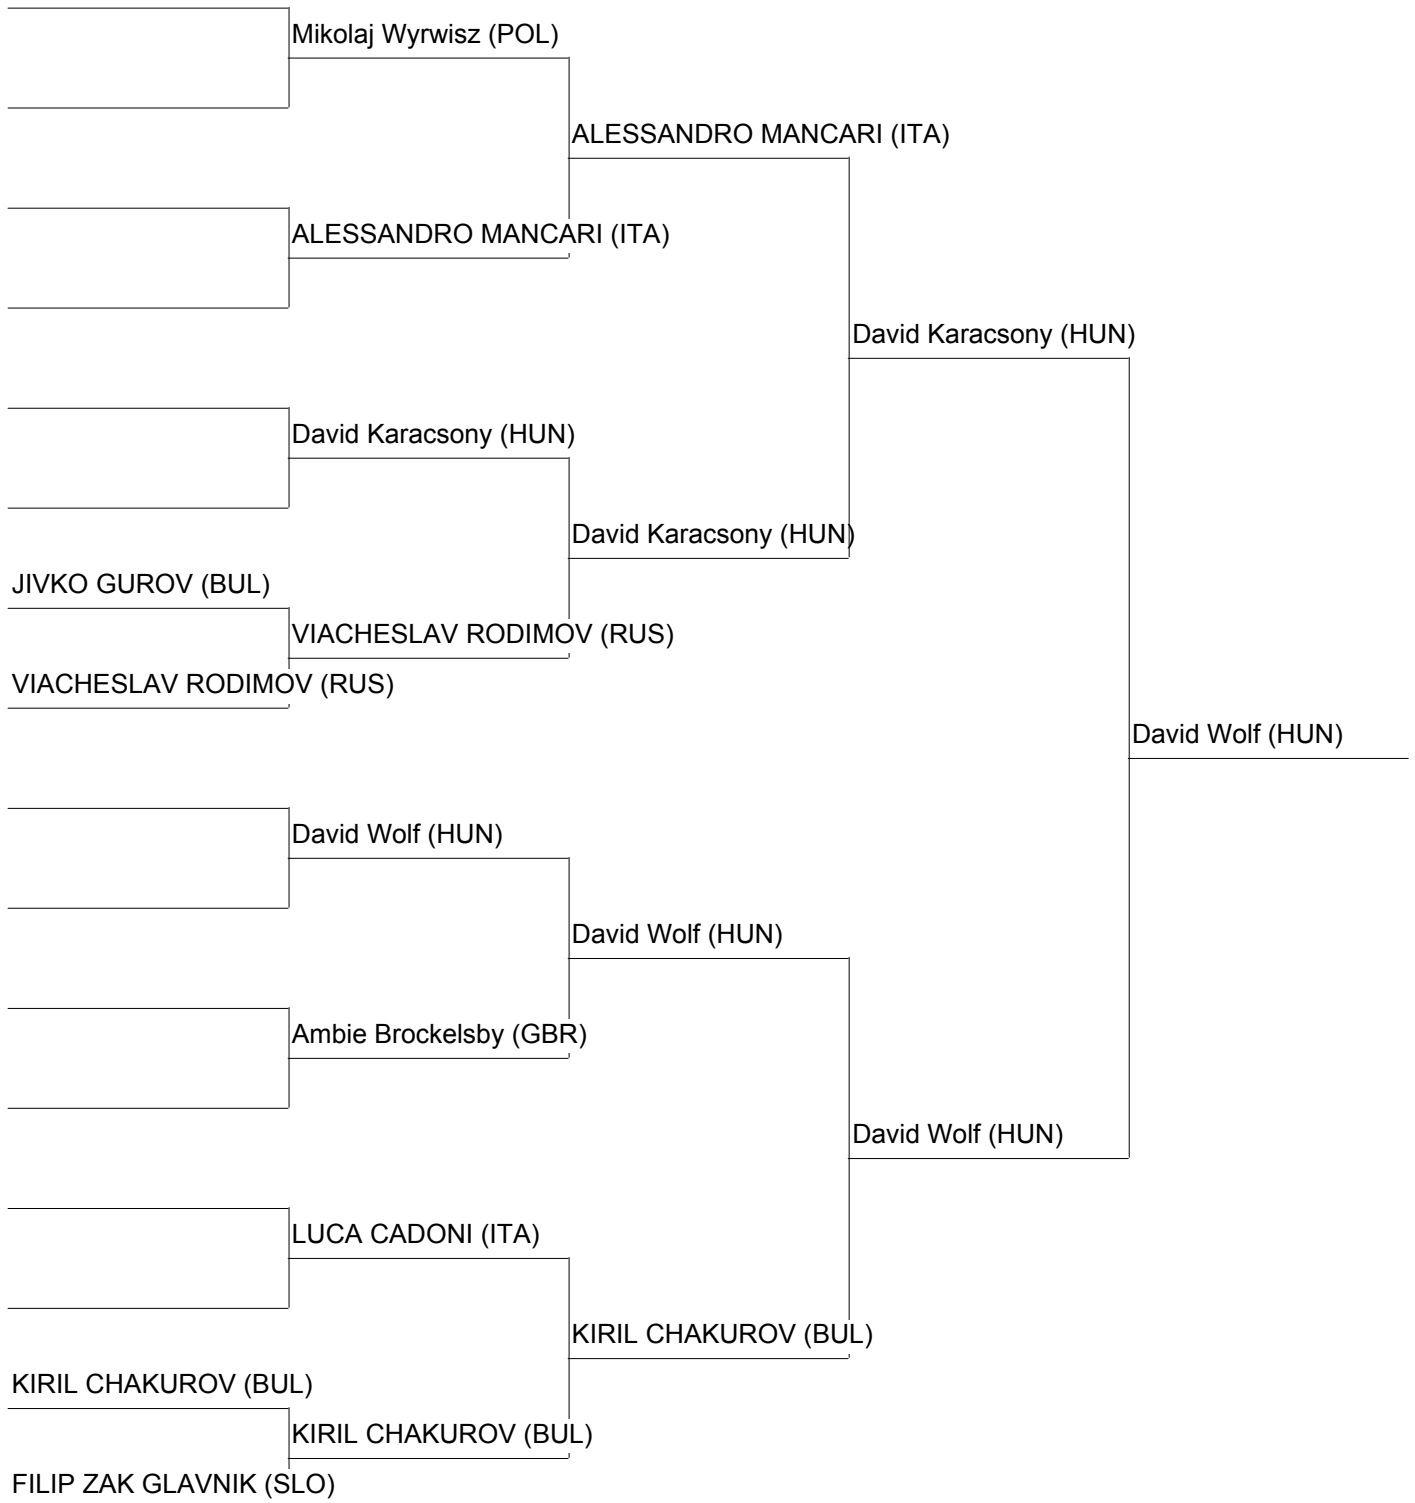 Mikolaj Wyrwisz (POL)
ALESSANDRO MANCARI (ITA)
ALESSANDRO MANCARI (ITA)
David Karacsony (HUN)
David Karacsony (HUN)
David Karacsony (HUN)
JIVKO GUROV (BUL)
VIACHESLAV RODIMOV (RUS)
VIACHESLAV RODIMOV (RUS)
David Wolf (HUN)
David Wolf (HUN)
David Wolf (HUN)
Ambie Brockelsby (GBR)
David Wolf (HUN)
LUCA CADONI (ITA)
KIRIL CHAKUROV (BUL)
KIRIL CHAKUROV (BUL)
KIRIL CHAKUROV (BUL)
FILIP ZAK GLAVNIK (SLO)